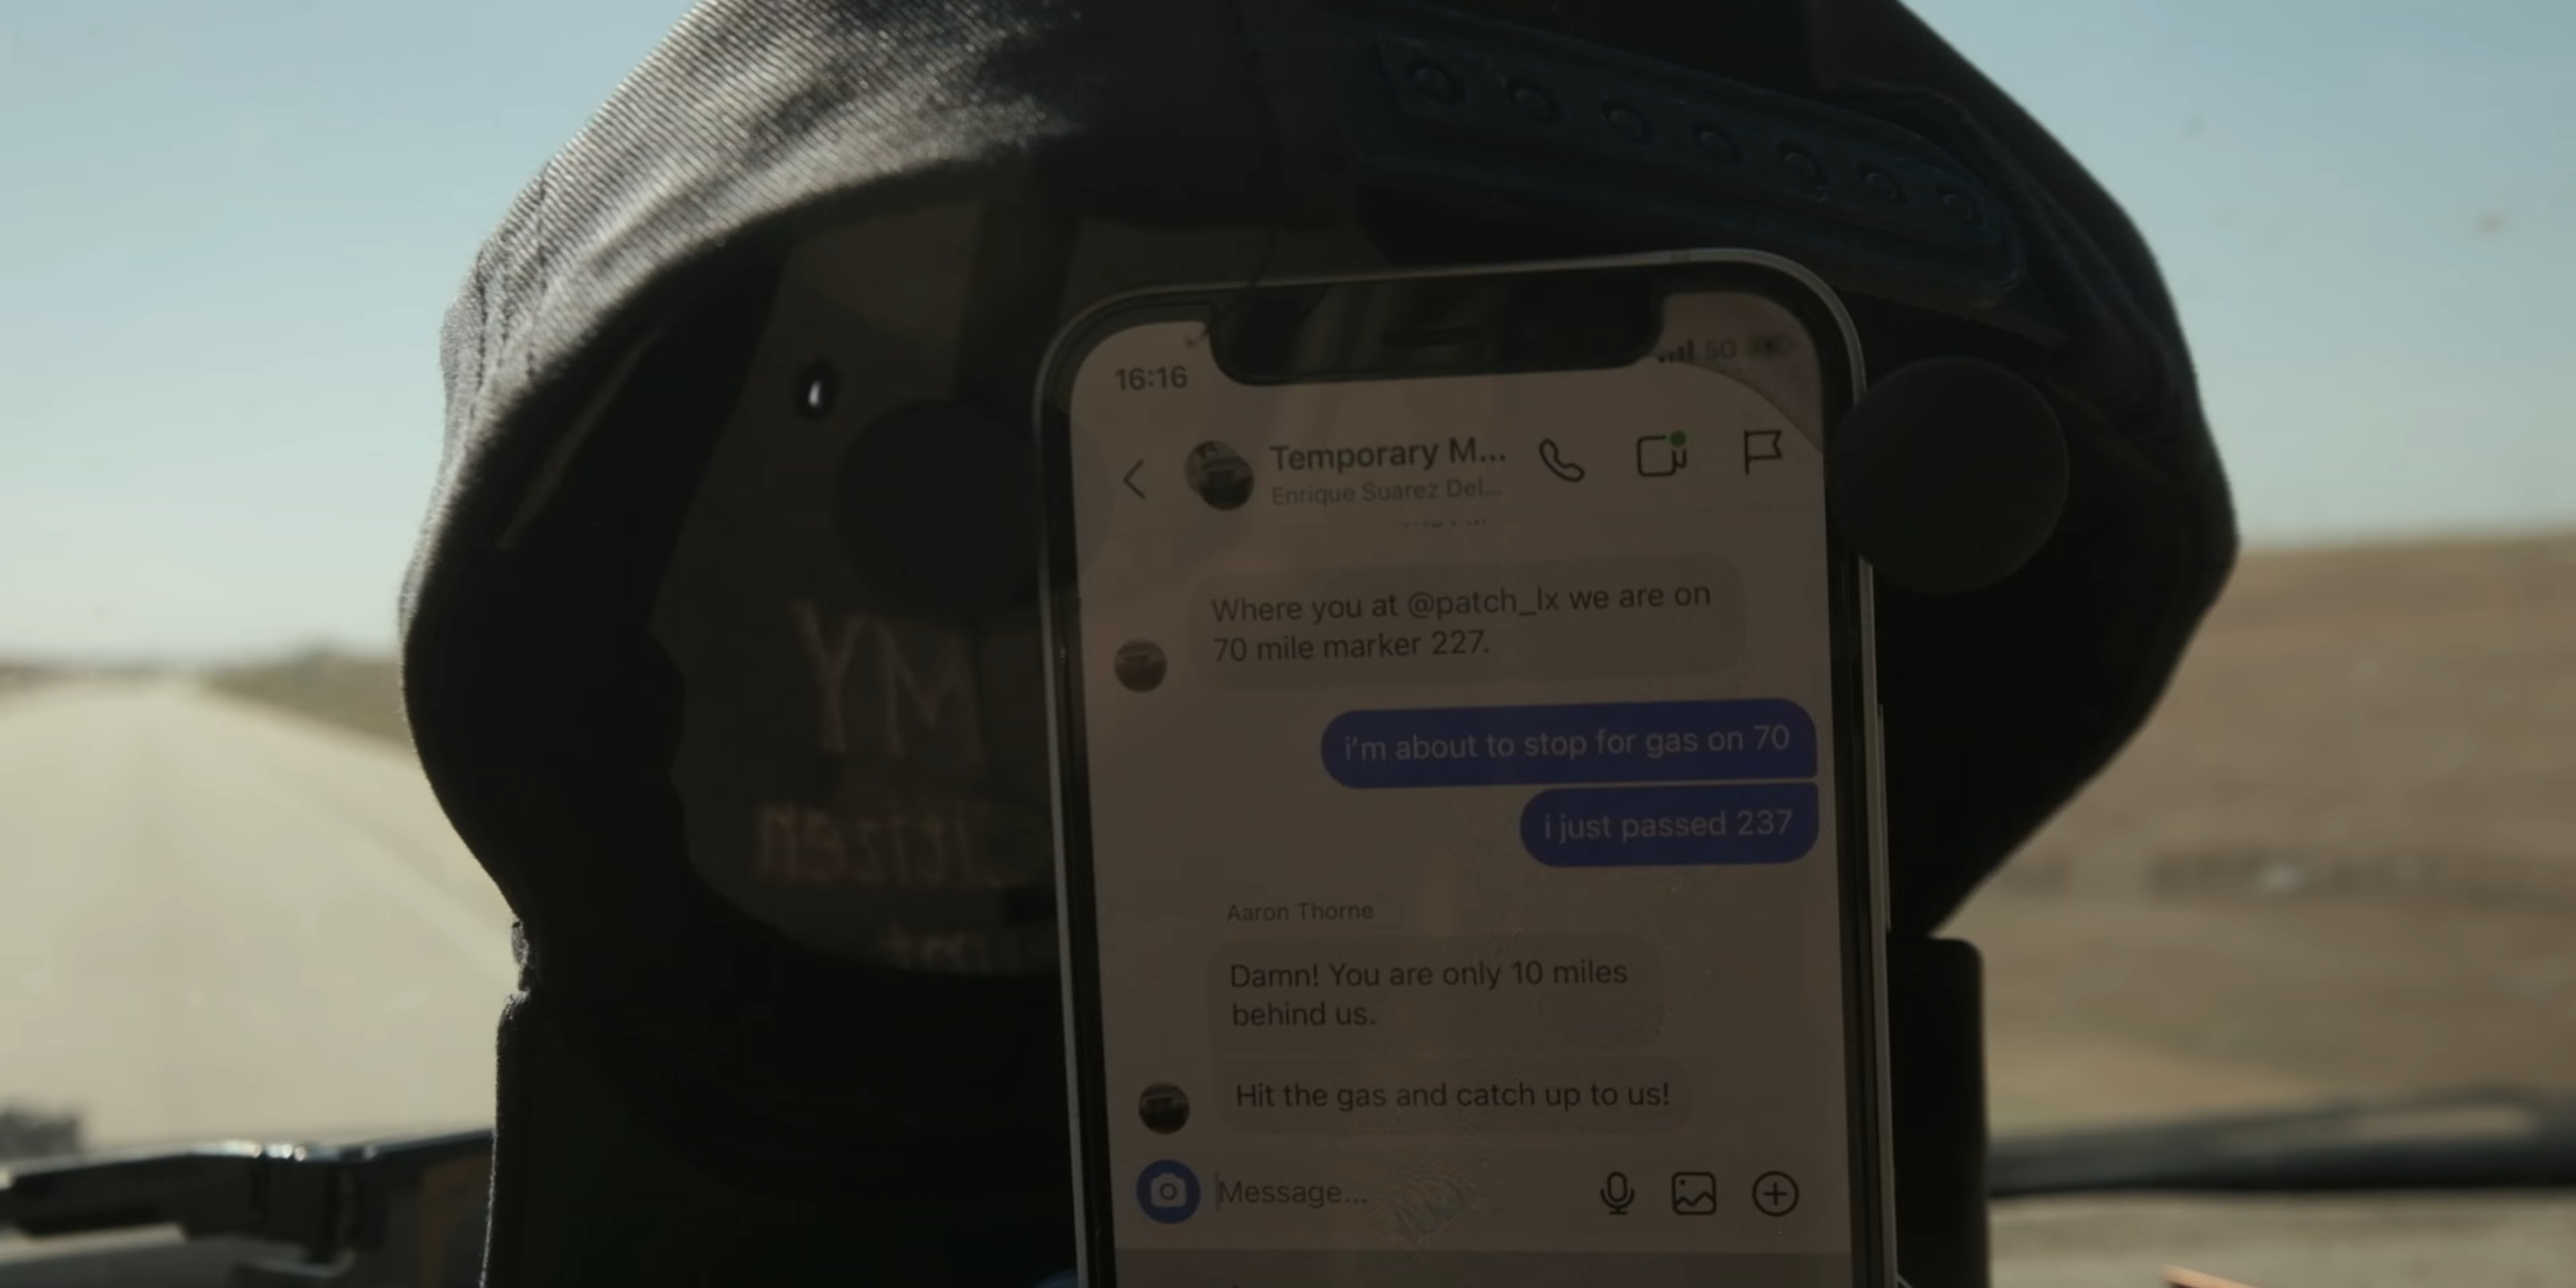 16:16
5G
Temporary M...
Enrique Suarez Del...
Where you at @patch_lx we are on
70 mile marker 227.
i'm about to stop for gas on 70
i just passed 237
Aaron Thorne
Damn! You are only 10 miles
behind us.
Hit the gas and catch up to us!
Message...